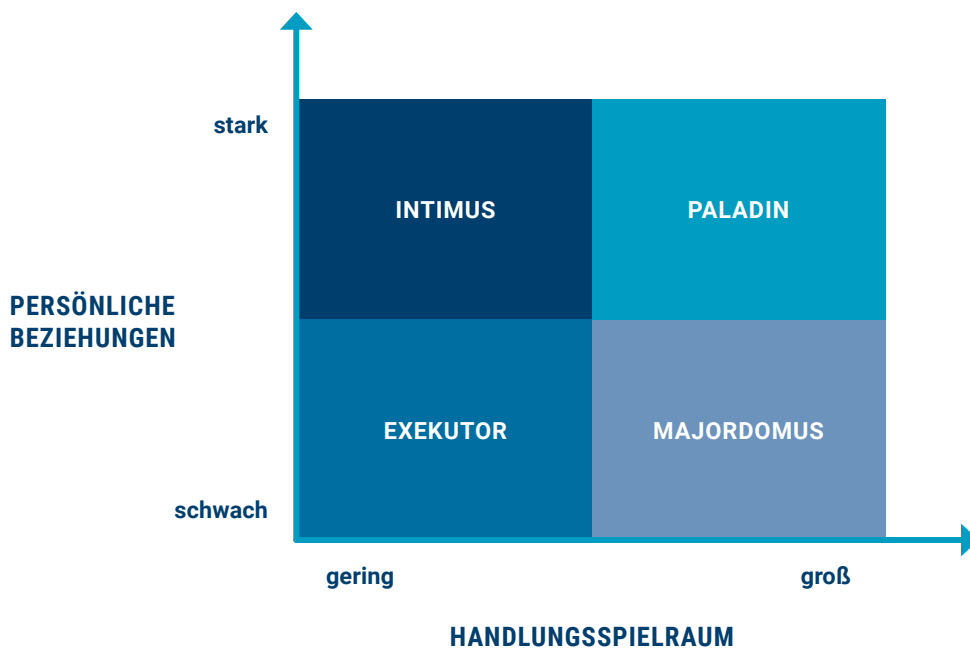 stark
INTIMUS
PALADIN
PERSÖNLICHE
BEZIEHUNGEN
EXEKUTOR
MAJORDOMUS
schwach
gering
groß
HANDLUNGSSPIELRAUM